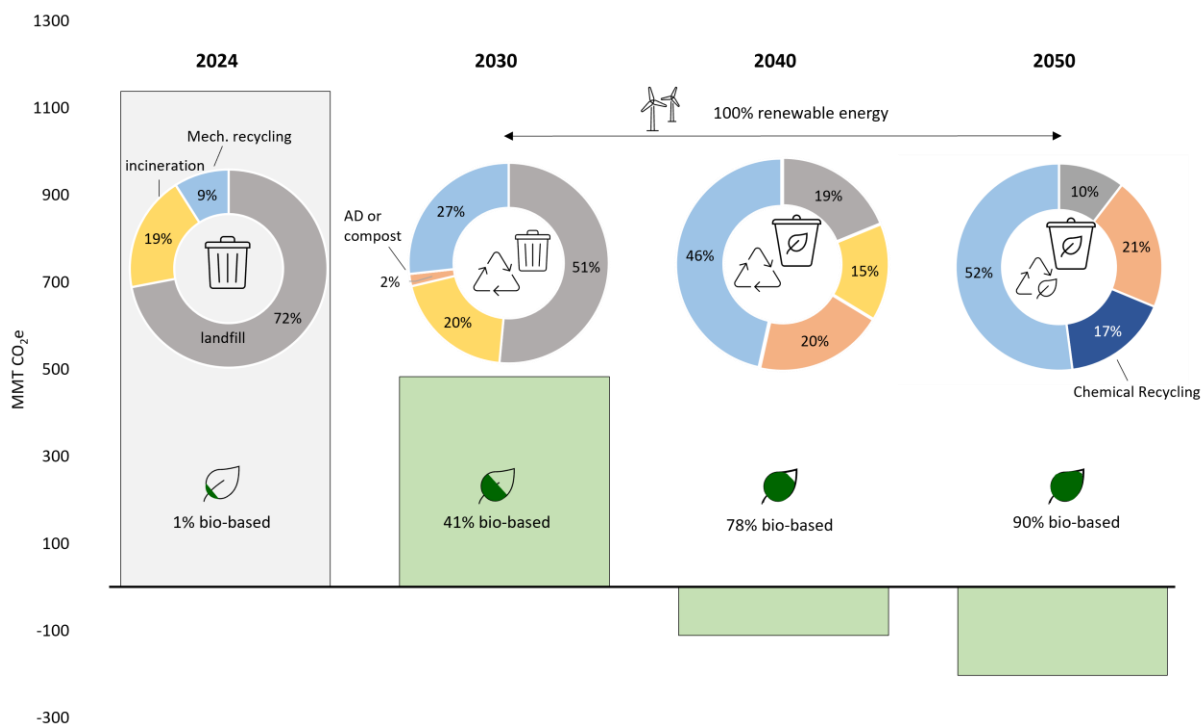 1300
2024
2030
2040
2050
1100
100% renewable energy
Mech. recycling
incineration
900
9%
19%
72%
landfill
AD or
compost
27%
2%
20%
51%
19%
46%
15%
20%
10%
52%
21%
17%
Chemical Recycling
700
500
MMT CO₂e
300
1% bio-based
41% bio-based
78% bio-based
90% bio-based
100
-100
-300